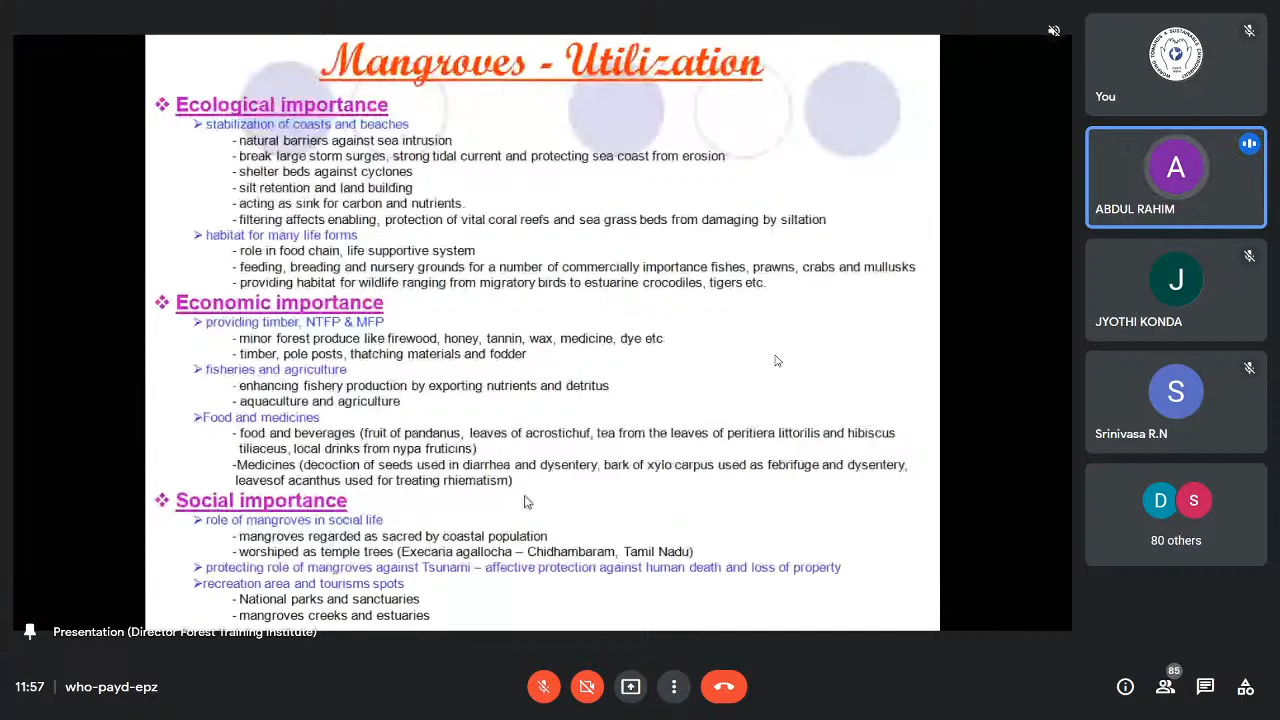 Mangroves - Utilization
❖ Ecological importance
➢ stabilization of coasts and beaches
- natural barriers against sea intrusion
- break large storm surges, strong tidal current and protecting sea coast from erosion
- shelter beds against cyclones
- silt retention and land building
- acting as sink for carbon and nutrients.
- filtering affects enabling, protection of vital coral reefs and sea grass beds from damaging by siltation
➢ habitat for many life forms
- role in food chain, life supportive system
- feeding, breading and nursery grounds for a number of commercially importance fishes, prawns, crabs and mullusks
- providing habitat for wildlife ranging from migratory birds to estuarine crocodiles, tigers etc.
❖ Economic importance
➢ providing timber, NTFP & MFP
- minor forest produce like firewood, honey, tannin, wax, medicine, dye etc
- timber, pole posts, thatching materials and fodder
➢ fisheries and agriculture
- enhancing fishery production by exporting nutrients and detritus
- aquaculture and agriculture
➢Food and medicines
- food and beverages (fruit of pandanus, leaves of acrostichuf, tea from the leaves of peritiera littorilis and hibiscus
tiliaceus, local drinks from nypa fruticins)
-Medicines (decoction of seeds used in diarrhea and dysentery, bark of xylo carpus used as febrifuge and dysentery,
leavesof acanthus used for treating rhiematism)
❖ Social importance
➢ role of mangroves in social life
- mangroves regarded as sacred by coastal population
- worshiped as temple trees (Execaria agallocha – Chidhambaram, Tamil Nadu)
➢ protecting role of mangroves against Tsunami – affective protection against human death and loss of property
➢recreation area and tourisms spots
- National parks and sanctuaries
- mangroves creeks and estuaries
Presentation (Director Forest Training Institute)
You
A
ABDUL RAHIM
J
JYOTHI KONDA
S
Srinivasa R.N
D S
80 others
11:57 | who-payd-epz
85